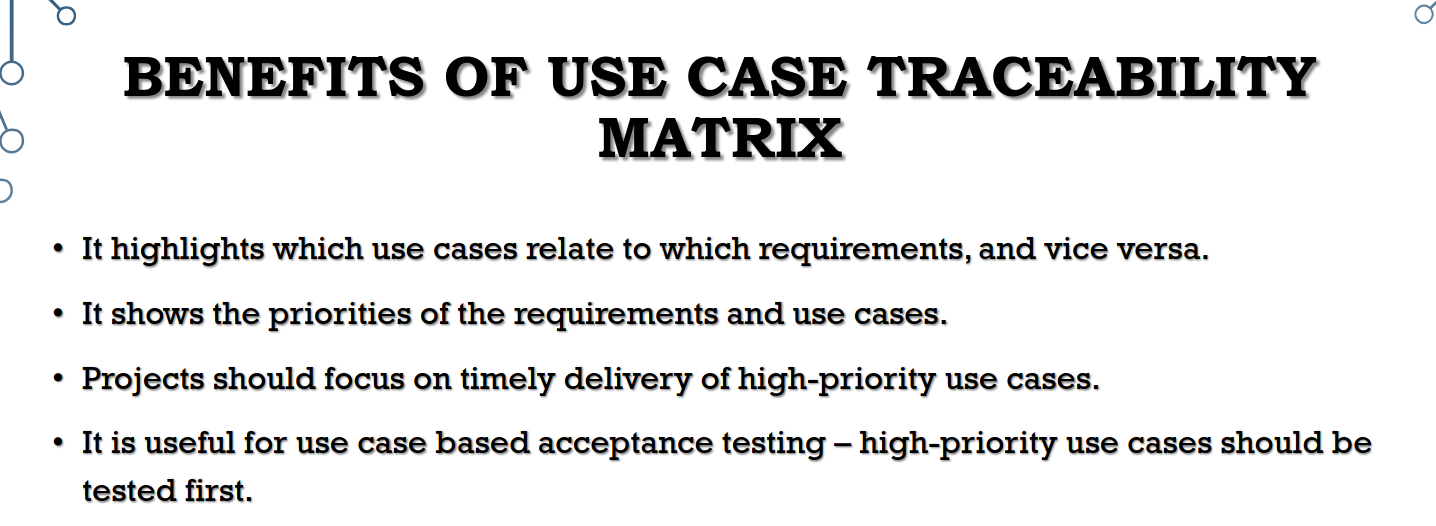 BENEFITS OF USE CASE TRACEABILITY
MATRIX
• It highlights which use cases relate to which requirements, and vice versa.
• It shows the priorities of the requirements and use cases.
• Projects should focus on timely delivery of high-priority use cases.
• It is useful for use case based acceptance testing – high-priority use cases should be
tested first.